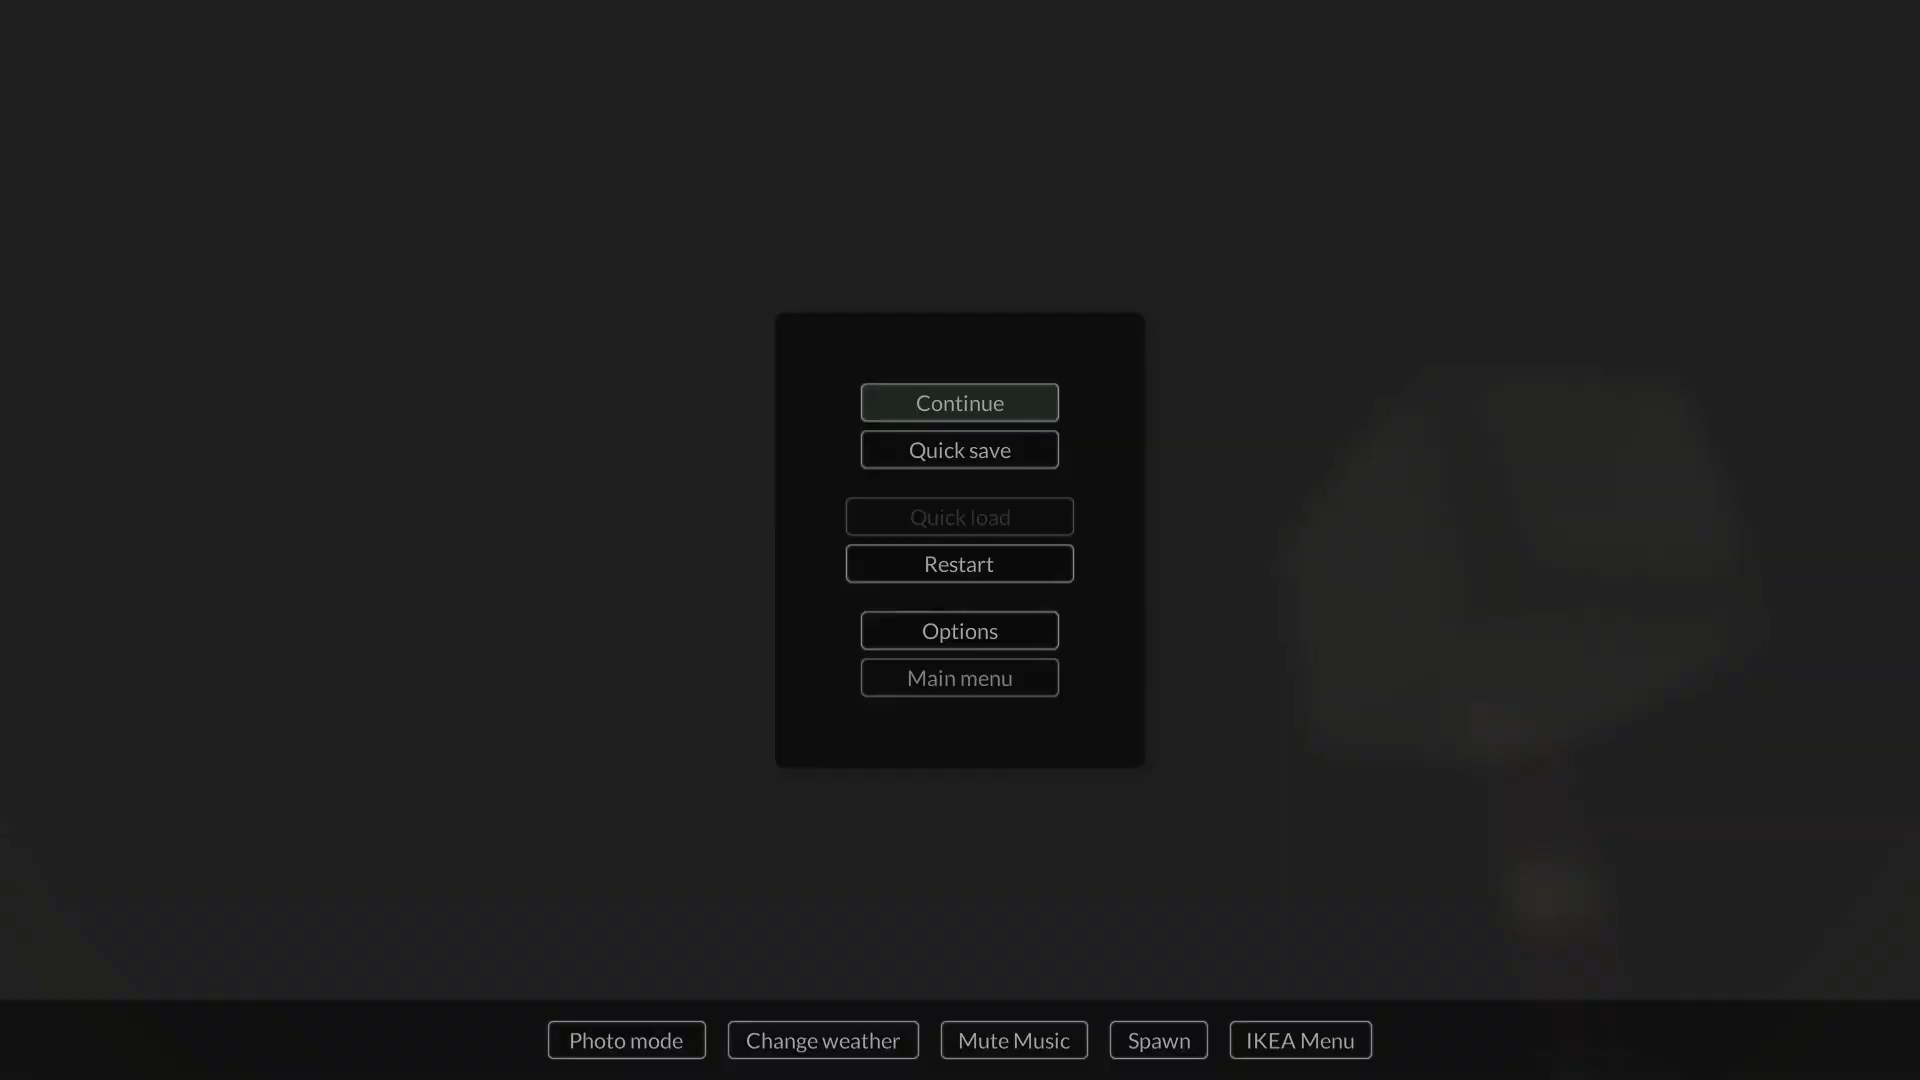 Continue
Quick save
Quick load
Restart
Options
Main menu
Photo mode
Change weather
Mute Music
Spawn
IKEA Menu